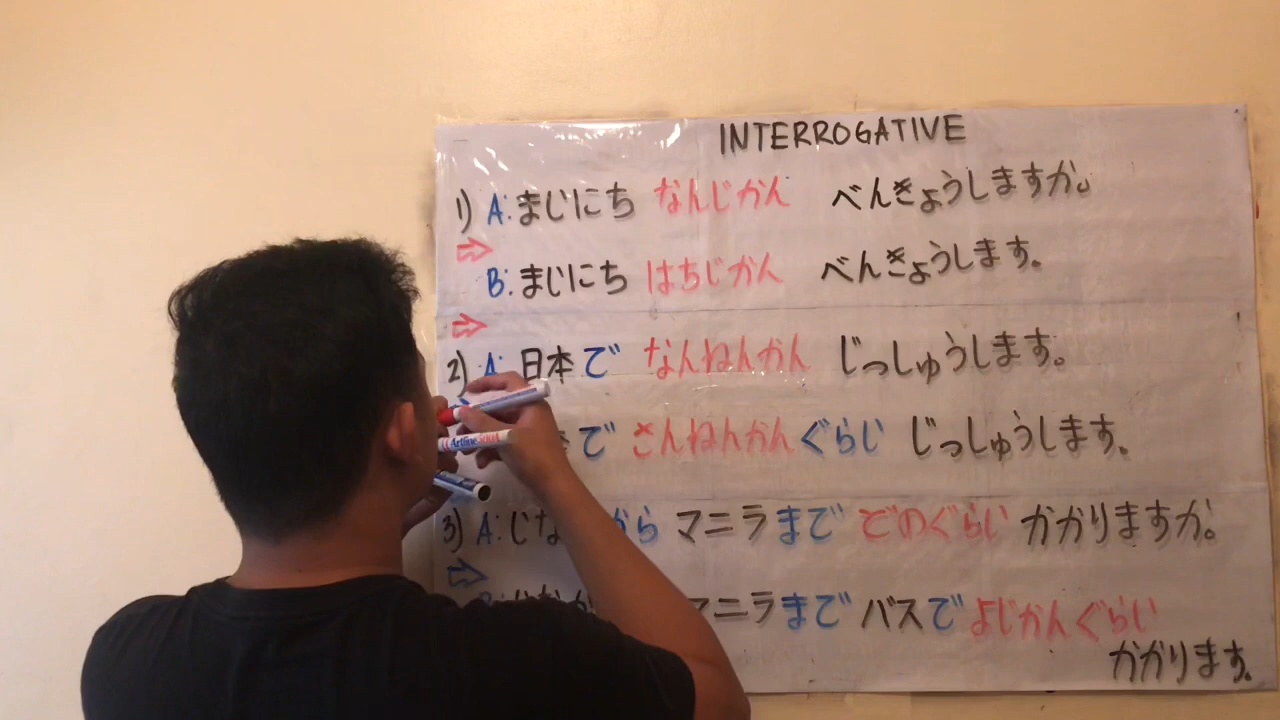 INTERROGATIVE
1) A: まじにち なんじかん べんきょうしますか。
B: まじにち はちじかん べんきょうします。
2) A: 日本で なんねんかん じっしゅうします。
で さんねんかん ぐらじ じっしゅうします。
3) A: じな から マニラ まで どのぐらい かかりますか。
B: マニラ まで バス で よじかん ぐらい
かかります。
Artline